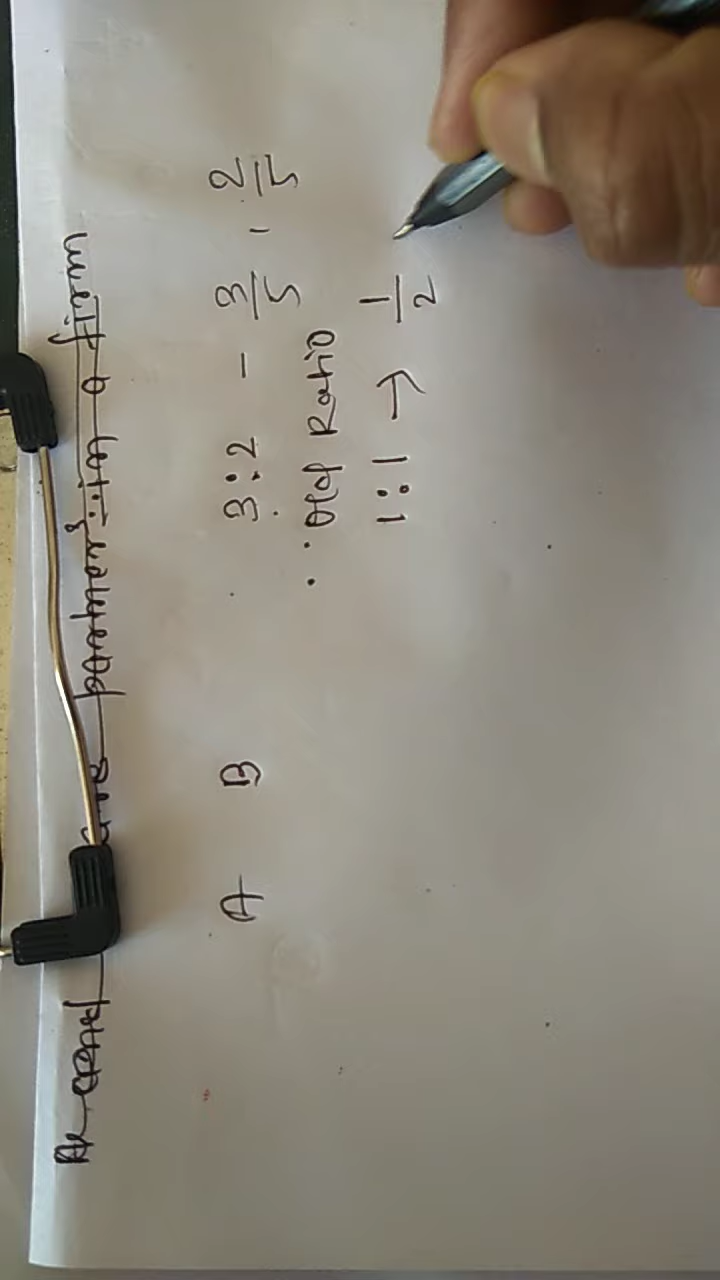 A and are partners in a firm
A B 3:2 - 3/5, 2/5
Old Ratio
1:1 → 1/2